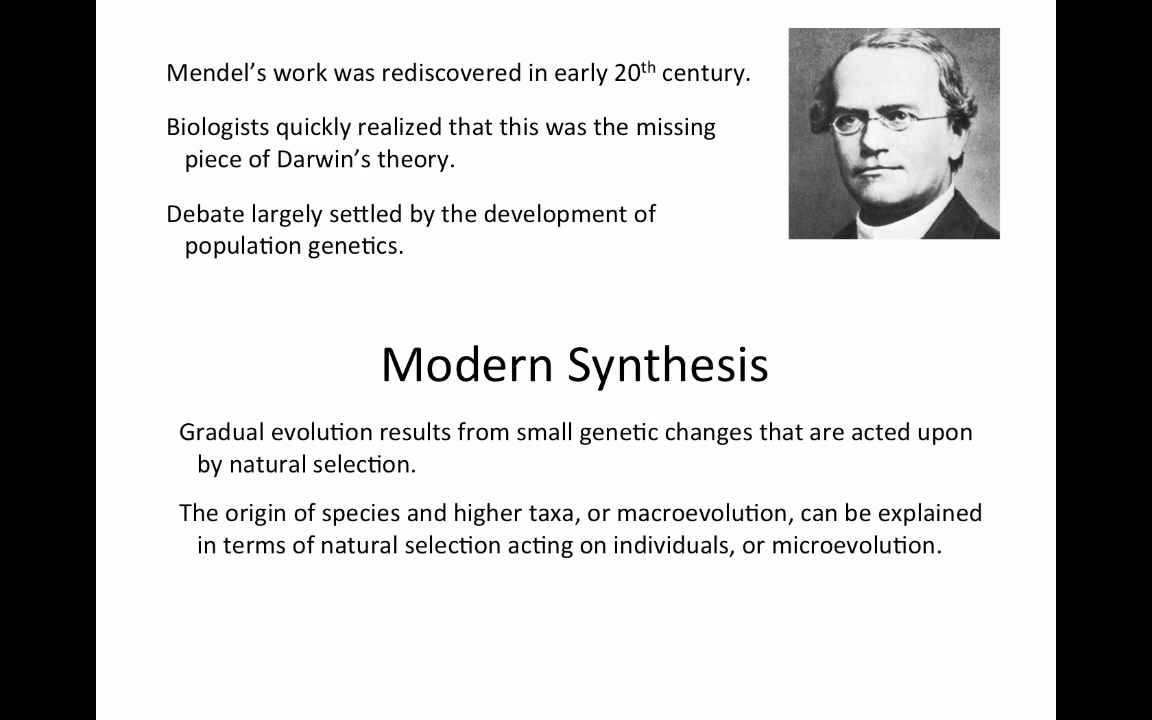 Mendel’s work was rediscovered in early 20th century.
Biologists quickly realized that this was the missing
piece of Darwin’s theory.
Debate largely settled by the development of
population genetics.
Modern Synthesis
Gradual evolution results from small genetic changes that are acted upon
by natural selection.
The origin of species and higher taxa, or macroevolution, can be explained
in terms of natural selection acting on individuals, or microevolution.